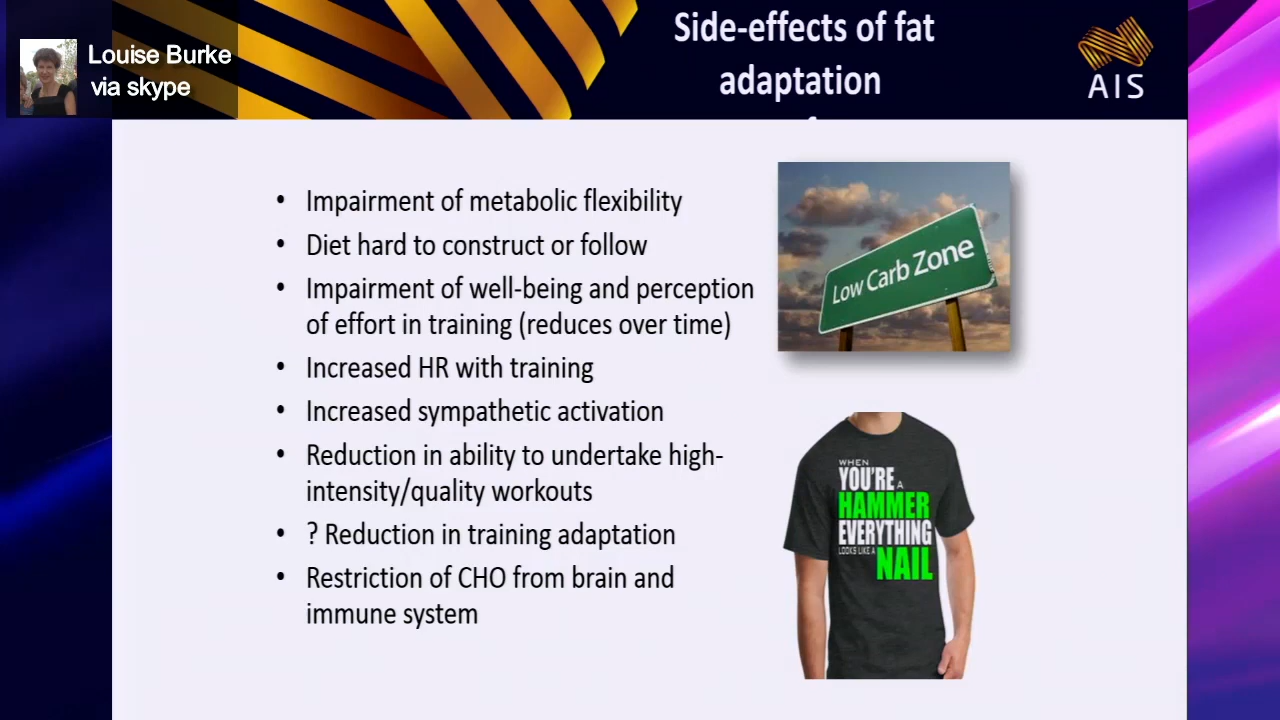 Louise Burke
via skype
Side-effects of fat
adaptation
AIS
• Impairment of metabolic flexibility
• Diet hard to construct or follow
• Impairment of well-being and perception
of effort in training (reduces over time)
• Increased HR with training
• Increased sympathetic activation
• Reduction in ability to undertake high-
intensity/quality workouts
• ? Reduction in training adaptation
• Restriction of CHO from brain and
immune system
Low Carb Zone
WHEN
YOU'RE A
HAMMER
EVERYTHING
LOOKS LIKE A
NAIL